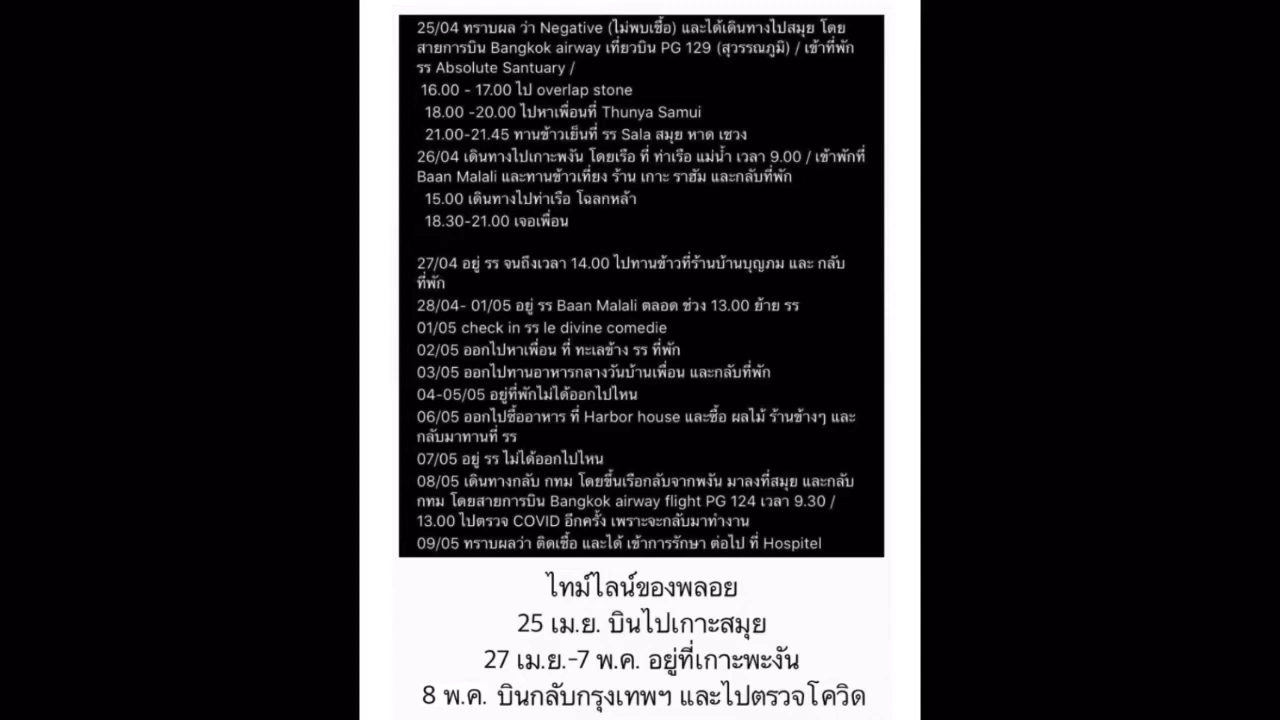 25/04 ทราบผล ว่า Negative (ไม่พบเชื้อ) และได้เดินทางไปสมุย โดย
สายการบิน Bangkok airway เที่ยวบิน PG 129 (สุวรรณภูมิ) / เข้าที่พัก
รร Absolute Santuary /
16.00 - 17.00 ไป overlap stone
18.00 -20.00 ไปหาเพื่อนที่ Thunya Samui
21.00-21.45 ทานข้าวเย็นที่ รร Sala สมุย หาด เชวง
26/04 เดินทางไปเกาะพงัน โดยเรือ ที่ ท่าเรือ แม่น้ำ เวลา 9.00 / เข้าพักที่
Baan Malali และทานข้าวเที่ยง ร้าน เกาะ ราฮัม และกลับที่พัก
15.00 เดินทางไปท่าเรือ โฉลกหล้า
18.30-21.00 เจอเพื่อน
27/04 อยู่ รร จนถึงเวลา 14.00 ไปทานข้าวที่ร้านบ้านบุญภม และ กลับ
ที่พัก
28/04- 01/05 อยู่ รร Baan Malali ตลอด ช่วง 13.00 ย้าย รร
01/05 check in รร le divine comedie
02/05 ออกไปหาเพื่อน ที่ ทะเลข้าง รร ที่พัก
03/05 ออกไปทานอาหารกลางวันบ้านเพื่อน และกลับที่พัก
04-05/05 อยู่ที่พักไม่ได้ออกไปไหน
06/05 ออกไปซื้ออาหาร ที่ Harbor house และซื้อ ผลไม้ ร้านข้างๆ และ
กลับมาทานที่ รร
07/05 อยู่ รร ไม่ได้ออกไปไหน
08/05 เดินทางกลับ กทม โดยขึ้นเรือกลับจากพงัน มาลงที่สมุย และกลับ
กทม โดยสายการบิน Bangkok airway flight PG 124 เวลา 9.30 /
13.00 ไปตรวจ COVID อีกครั้ง เพราะจะกลับมาทำงาน
09/05 ทราบผลว่า ติดเชื้อ และได้ เข้าการรักษา ต่อไป ที่ Hospitel
ไทม์ไลน์ของพลอย
25 เม.ย. บินไปเกาะสมุย
27 เม.ย.-7 พ.ค. อยู่ที่เกาะพะงัน
8 พ.ค. บินกลับกรุงเทพฯ และไปตรวจโควิด